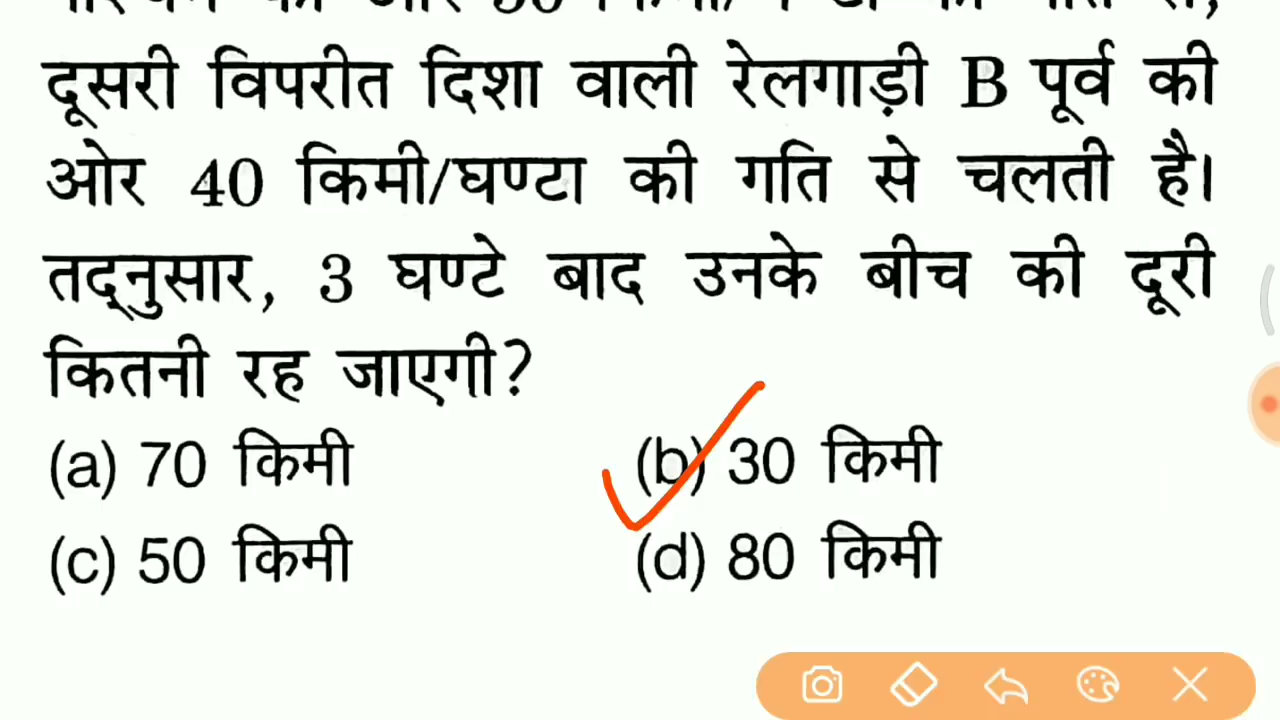 दूसरी विपरीत दिशा वाली रेलगाड़ी B पूर्व की
ओर 40 किमी/घण्टा की गति से चलती है।
तद्नुसार, 3 घण्टे बाद उनके बीच की दूरी
कितनी रह जाएगी?
(a) 70 किमी (b) 30 किमी
(c) 50 किमी (d) 80 किमी